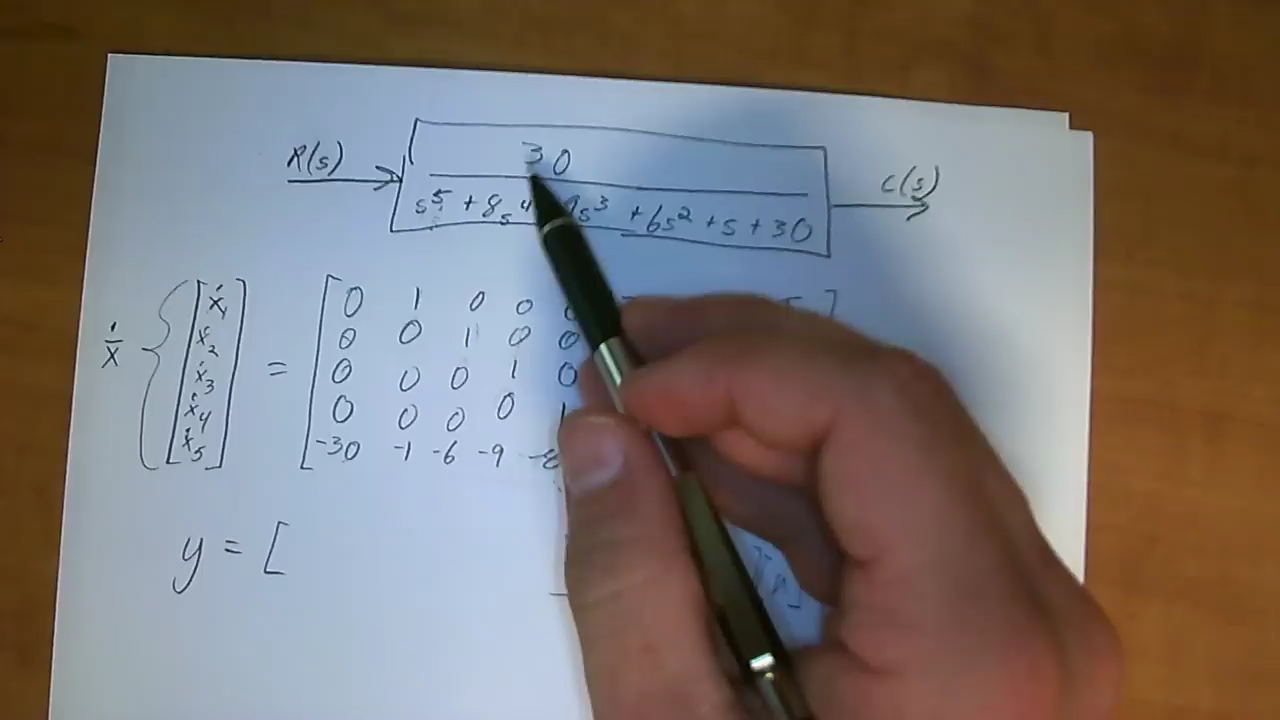 R(s) 30 C(s)
s⁵ + 8s⁴ 9s³ + 6s² + s + 30
ẋ { [ ẋ₁ ẋ₂ ẋ₃ ẋ₄ ẋ₅ ] =
0 1 0 0 0
0 0 1 0 0
0 0 0 1 0
0 0 0 0 1
-30 -1 -6 -9 -8
y = [